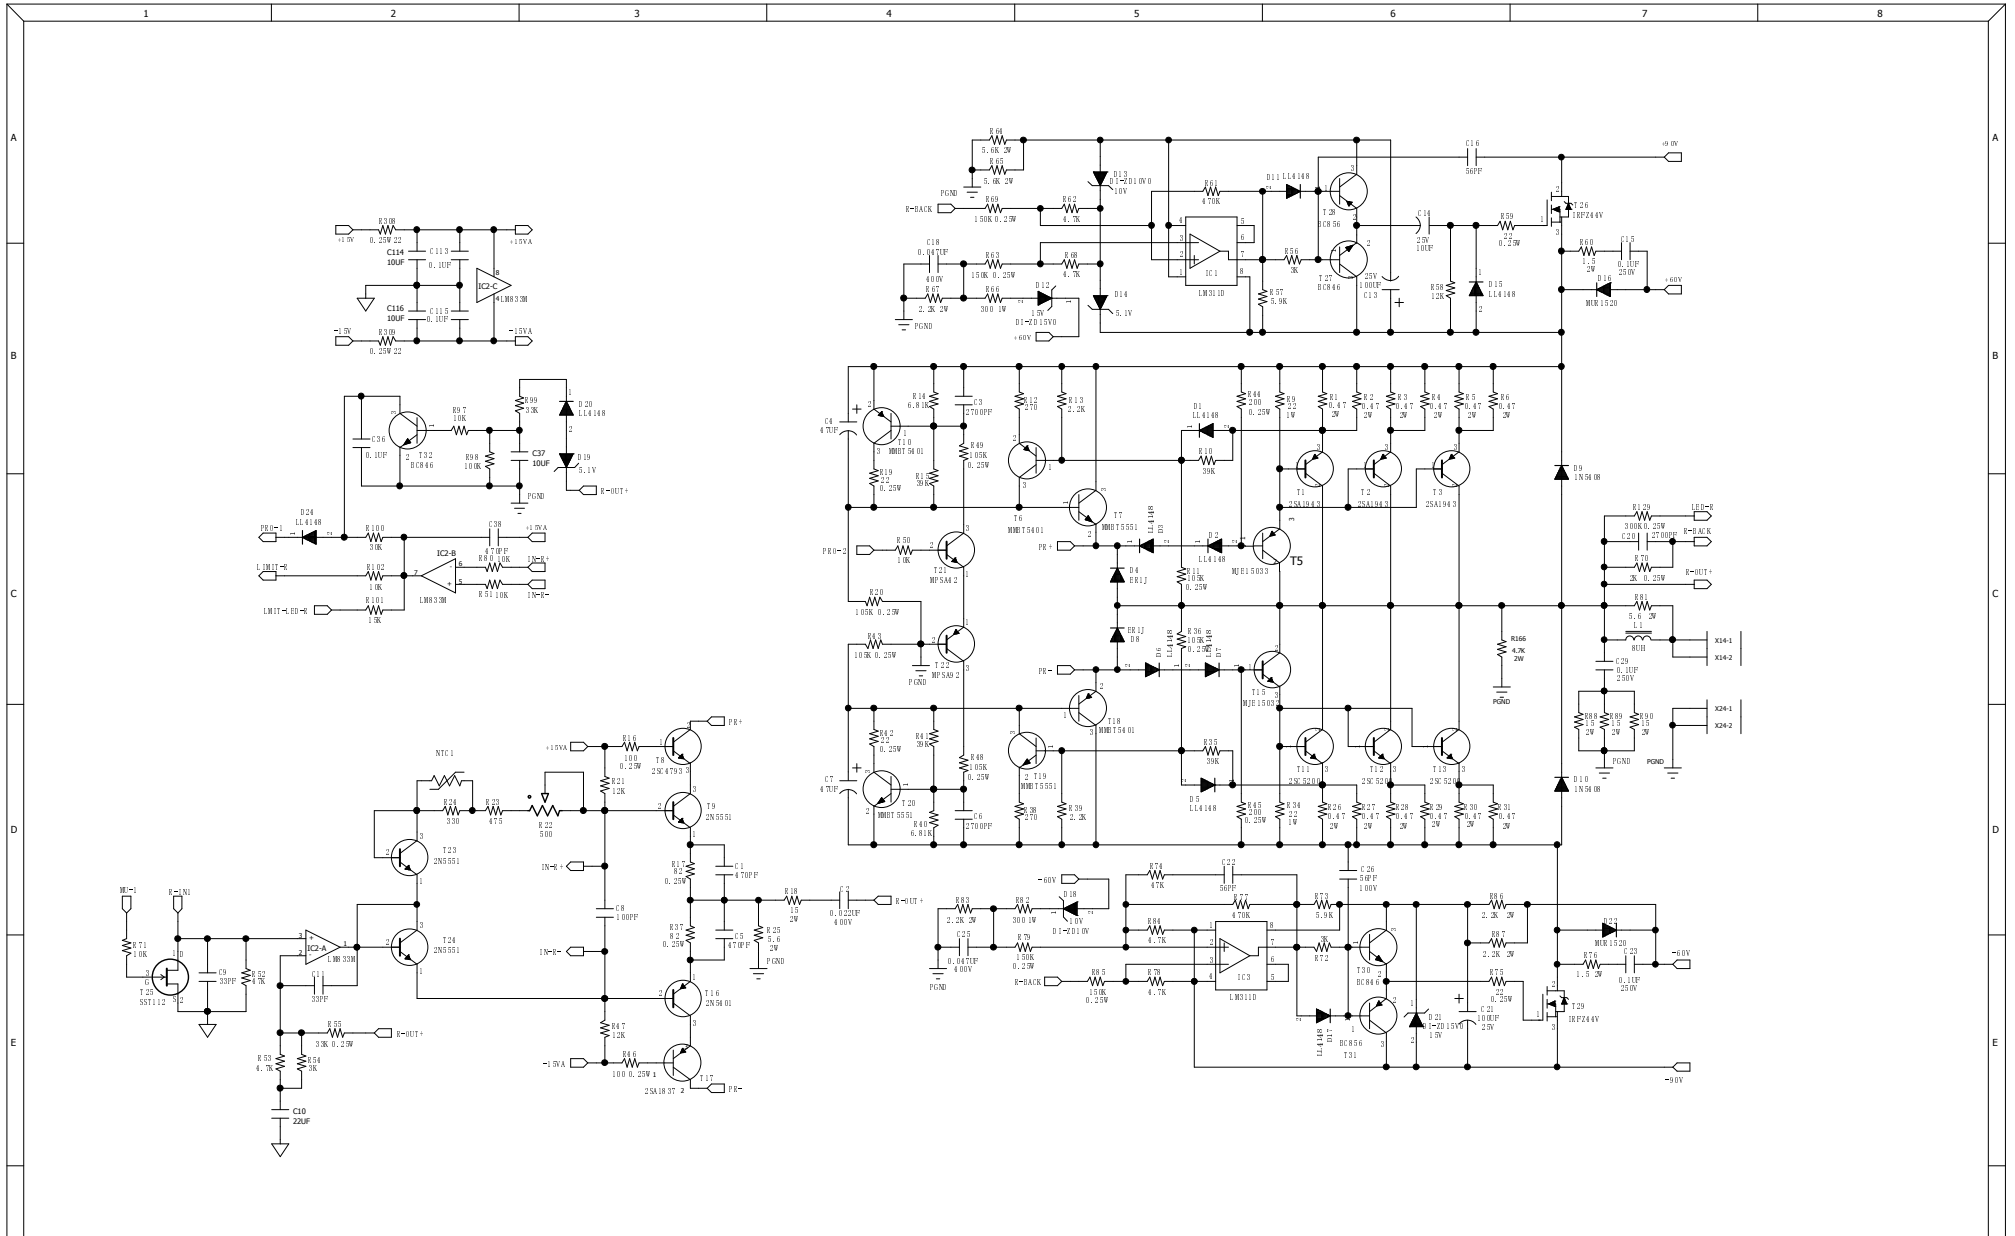 1 2 3 4 5 6 7 8
A A
B B
C C
D D
E E
R64
5.6K 2W
R65
5.6K 2W
PGND
R-BACK
R69
150K 0.25W
R62
4.7K
D13
DI-ZD10V0
10V
R61
470K
D11 LL4148
T28
BC856
C16
56PF
+90V
T26
IRFZ44V
C14
25V
10UF
R59
22
0.25W
R60
1.5
2W
C15
0.1UF
250V
D16
MUR1520
+60V
C18
0.047UF
400V
R63
150K 0.25W
R68
4.7K
R67
2.2K 2W
R66
300 1W
PGND
D12
15V
DI-ZD15V0
+60V
D14
5.1V
IC1
LM311D
R56
3K
R57
5.9K
T27
BC846
25V
100UF
C13
R58
12K
D15
LL4148
+15V
R308
0.25W 22
+15VA
C114
10UF
C113
0.1UF
IC2-C
LM833M
C116
10UF
C115
0.1UF
-15V
R309
0.25W 22
-15VA
R97
10K
R99
33K
D20
LL4148
C36
0.1UF
T32
BC846
R98
100K
C37
10UF
D19
5.1V
PGND
R-OUT+
D24
LL4148
PRO-1
R100
30K
C38
470PF
+15VA
IC2-B
R80 10K
IN-R+
LIMIT-R
R102
10K
LM833M
R51 10K
IN-R-
LMIT-LED-R
R101
15K
C4
47UF
T10
MMBT5401
R14
6.81K
C3
2700PF
R12
270
R13
2.2K
R19
22
0.25W
R15
39K
R49
105K
0.25W
T6
MMBT5401
T7
MMBT5551
D1
LL4148
R10
39K
R44
200
0.25W
R9
22
1W
R1
0.47
2W
R2
0.47
2W
R3
0.47
2W
R4
0.47
2W
R5
0.47
2W
R6
0.47
2W
T1
2SA1943
T2
2SA1943
T3
2SA1943
D9
1N5408
PRO-2
R50
10K
T21
MPSA42
PR+
LL4148
D3
D2
LL4148
T5
MJE15033
D4
ER1J
R11
105K
0.25W
R20
105K 0.25W
R43
105K 0.25W
T22
MPSA92
PGND
ER1J
D8
PR-
D6
LL4148
R36
105K
0.25W
LL4148
D7
T15
MJE15032
R166
4.7K
2W
PGND
R129
300K 0.25W
LED-R
C20
2700PF
R-BACK
R70
2K 0.25W
R-OUT+
R81
5.6 2W
L1
8UH
X14-1
X14-2
C29
0.1UF
250V
R88
15
2W
R89
15
2W
R90
15
2W
PGND
X24-1
X24-2
PGND
C7
47UF
R42
22
0.25W
R41
39K
R48
105K
0.25W
T20
MMBT5551
R40
6.81K
C6
2700PF
T18
MMBT5401
T19
MMBT5551
R38
270
R39
2.2K
R35
39K
D5
LL4148
R45
200
0.25W
R34
22
1W
T11
2SC5200
T12
2SC5200
T13
2SC5200
R26
0.47
2W
R27
0.47
2W
R28
0.47
2W
R29
0.47
2W
R30
0.47
2W
R31
0.47
2W
D10
1N5408
NTC1
R24
330
R23
475
R22
500
T23
2N5551
T24
2N5551
+15VA
R16
100
0.25W
T8
2SC4793
PR+
R21
12K
T9
2N5551
IN-R+
C8
100PF
IN-R-
R17
82
0.25W
C1
470PF
R37
82
0.25W
C5
470PF
R25
5.6
2W
PGND
R18
15
2W
C2
0.022UF
400V
R-OUT+
T16
2N5401
R47
12K
-15VA
R46
100 0.25W
T17
2SA1837
PR-
MU-1
R-IN1
R71
10K
T25
SST112
C9
33PF
R52
47K
IC2-A
LM833M
C11
33PF
R55
33K 0.25W
R-OUT+
R53
4.7K
R54
3K
C10
22UF
-60V
D18
10V
DI-ZD10V
R83
2.2K 2W
R82
300 1W
C25
0.047UF
400V
PGND
R79
150K
0.25W
R-BACK
R85
150K
0.25W
R74
47K
C22
56PF
R77
470K
R84
4.7K
R78
4.7K
IC3
LM311D
C26
56PF
100V
R73
5.9K
3K
R72
T30
BC846
LL4148
D17
BC856
T31
D21
DI-ZD15V0
15V
C21
100UF
25V
R86
2.2K 2W
R87
2.2K 2W
R75
22
0.25W
D22
MUR1520
R76
1.5 2W
C23
0.1UF
250V
-60V
T29
IRFZ44V
-90V